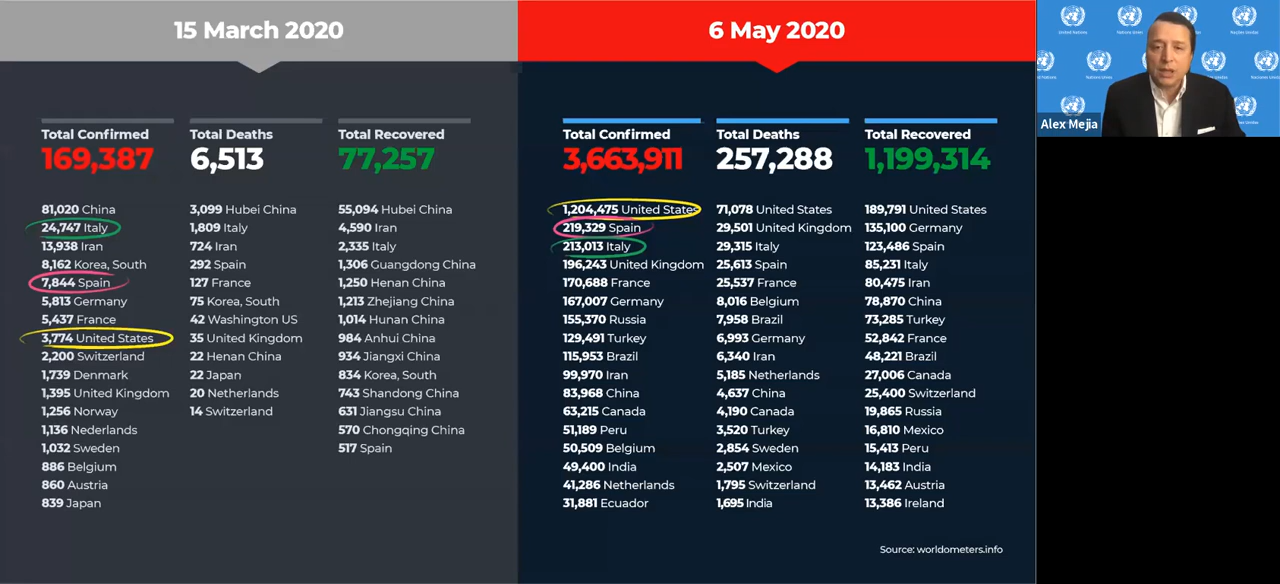 15 March 2020
Total Confirmed
169,387
81,020 China
24,747 Italy
13,938 Iran
8,162 Korea, South
7,844 Spain
5,813 Germany
5,437 France
3,774 United States
2,200 Switzerland
1,739 Denmark
1,395 United Kingdom
1,256 Norway
1,136 Nederlands
1,032 Sweden
886 Belgium
860 Austria
839 Japan
Total Deaths
6,513
3,099 Hubei China
1,809 Italy
724 Iran
292 Spain
127 France
75 Korea, South
42 Washington US
35 United Kingdom
22 Henan China
22 Japan
20 Netherlands
14 Switzerland
Total Recovered
77,257
55,094 Hubei China
4,590 Iran
2,335 Italy
1,306 Guangdong China
1,250 Henan China
1,213 Zhejiang China
1,014 Hunan China
984 Anhui China
934 Jiangxi China
834 Korea, South
743 Shandong China
631 Jiangsu China
570 Chongqing China
517 Spain
6 May 2020
Total Confirmed
3,663,911
1,204,475 United States
219,329 Spain
213,013 Italy
196,243 United Kingdom
170,688 France
167,007 Germany
155,370 Russia
129,491 Turkey
115,953 Brazil
99,970 Iran
83,968 China
63,215 Canada
51,189 Peru
50,509 Belgium
49,400 India
41,286 Netherlands
31,881 Ecuador
Total Deaths
257,288
71,078 United States
29,501 United Kingdom
29,315 Italy
25,613 Spain
25,537 France
8,016 Belgium
7,958 Brazil
6,993 Germany
6,340 Iran
5,185 Netherlands
4,637 China
4,190 Canada
3,520 Turkey
2,854 Sweden
2,507 Mexico
1,795 Switzerland
1,695 India
Total Recovered
1,199,314
189,791 United States
135,100 Germany
123,486 Spain
85,231 Italy
80,475 Iran
78,870 China
73,285 Turkey
52,842 France
48,221 Brazil
27,006 Canada
25,400 Switzerland
19,865 Russia
16,810 Mexico
15,413 Peru
14,183 India
13,462 Austria
13,386 Ireland
Source: worldometers.info
United Nations
Nations Unies
Nações Unidas
Nations Unies
Alex Mejia